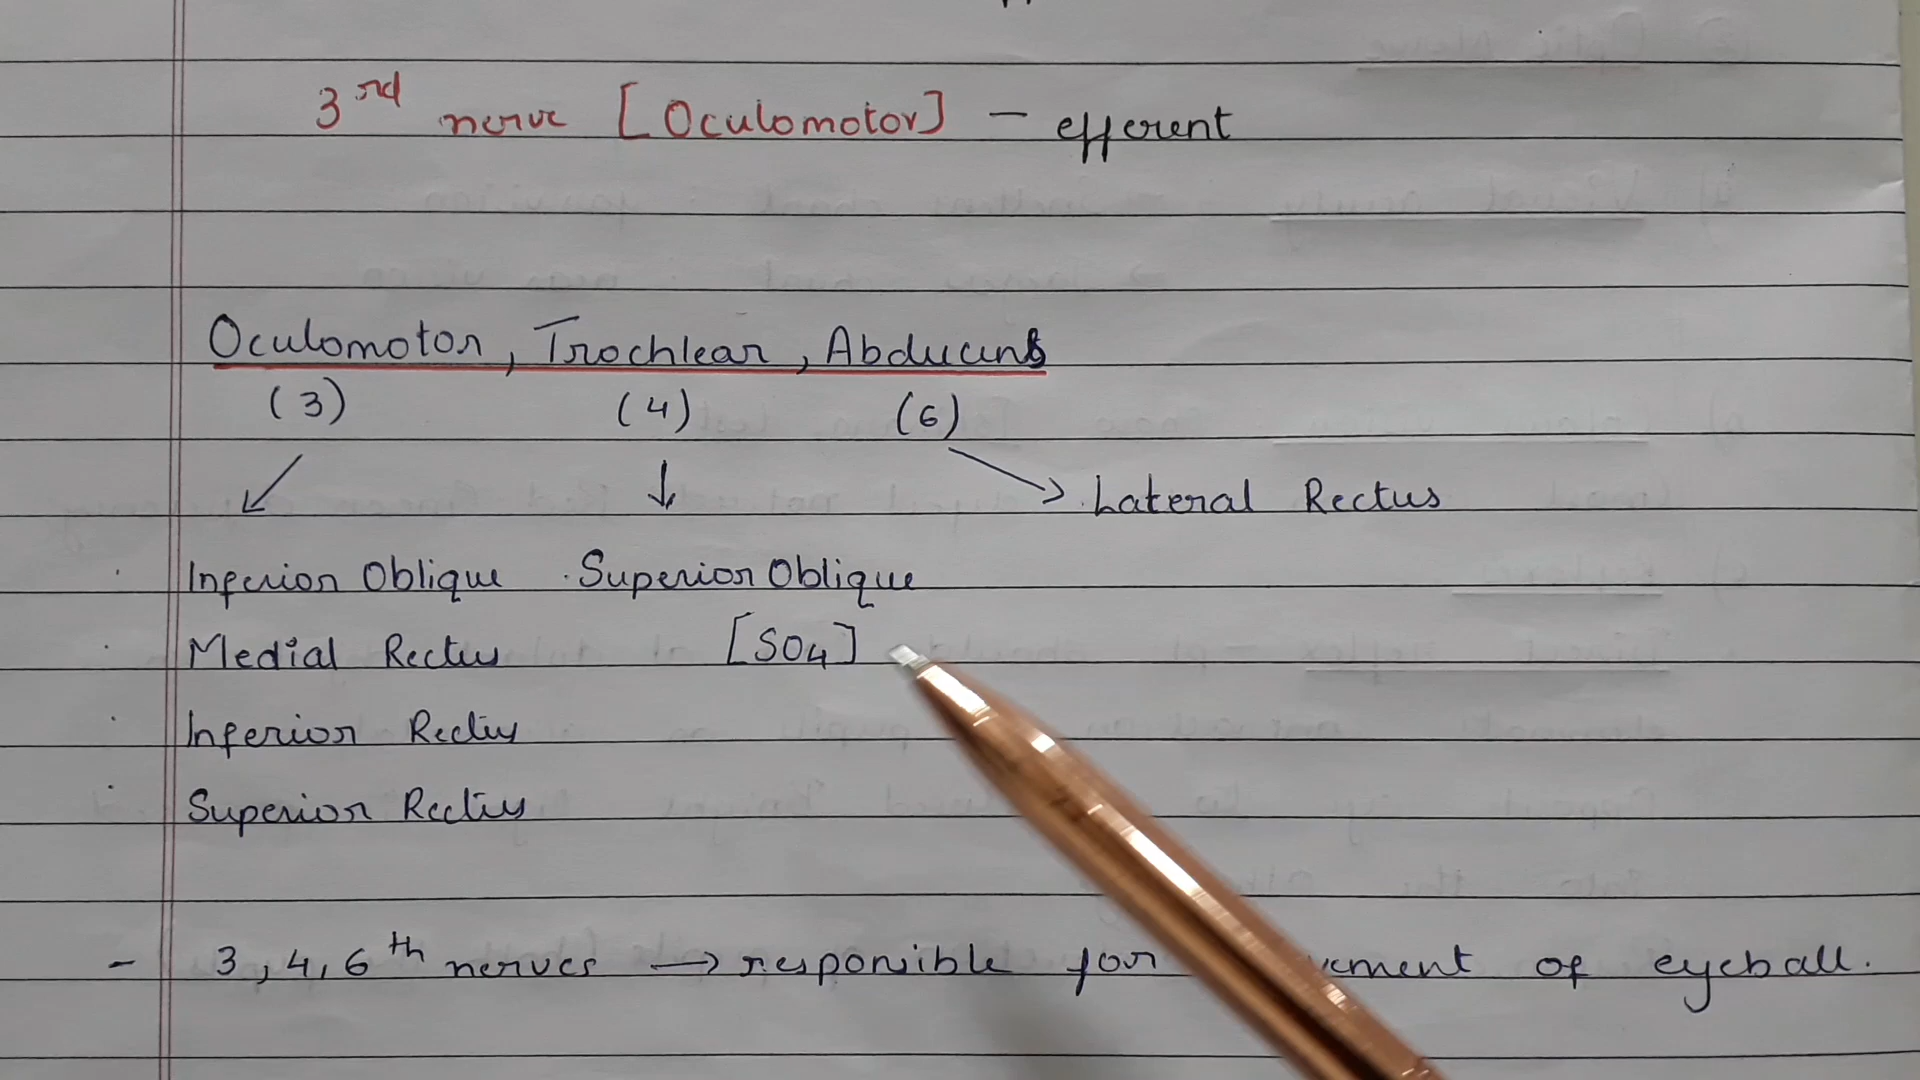 3rd nerve [Oculomotor] - efferent
Oculomotor, Trochlear, Abducens
(3) (4) (6)
Lateral Rectus
Inferior Oblique Superior Oblique
Medial Rectus [SO4]
Inferior Rectus
Superior Rectus
- 3,4,6th nerves → responsible for ement of eyeball.